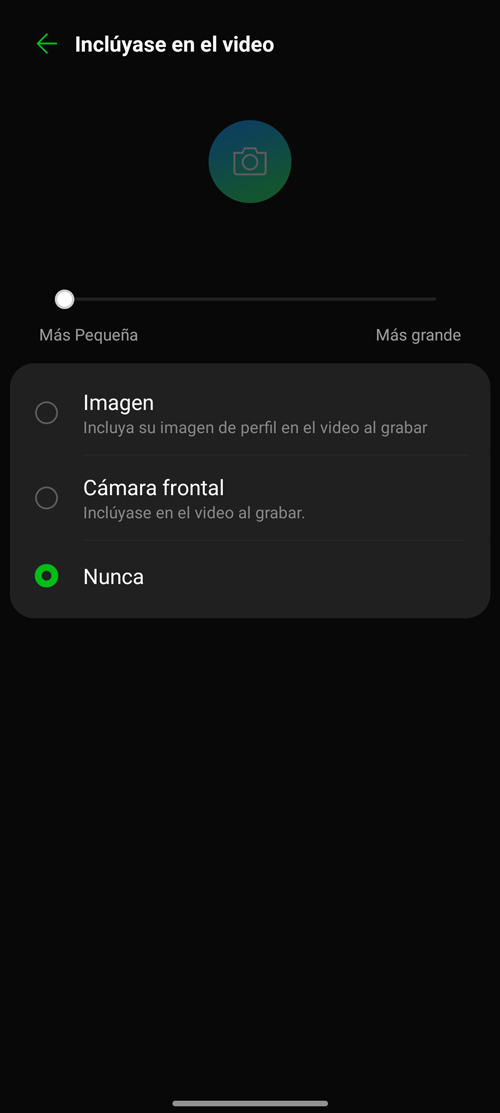 Inclúyase en el video
Más Pequeña
Más grande
Imagen
Incluya su imagen de perfil en el video al grabar
Cámara frontal
Inclúyase en el video al grabar.
Nunca